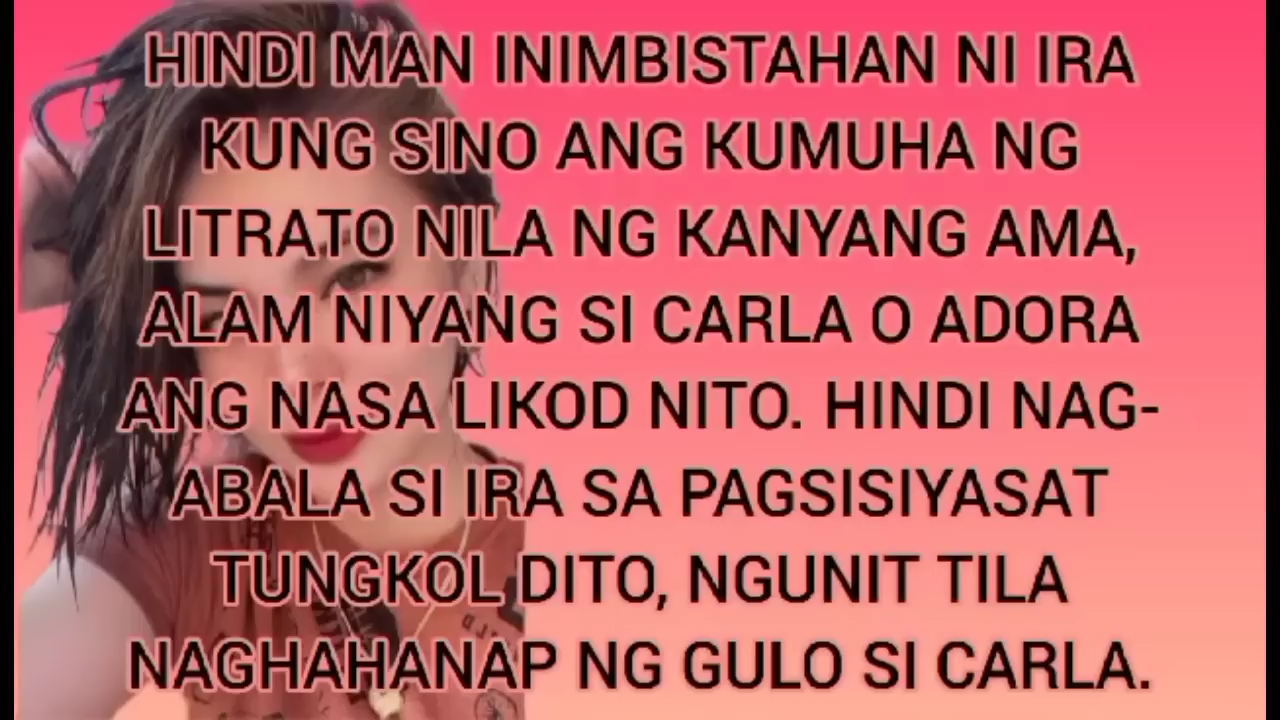 HINDI MAN INIMBISTAHAN NI IRA
KUNG SINO ANG KUMUHA NG
LITRATO NILA NG KANYANG AMA,
ALAM NIYANG SI CARLA O ADORA
ANG NASA LIKOD NITO. HINDI NAG-
ABALA SI IRA SA PAGSISIYASAT
TUNGKOL DITO, NGUNIT TILA
NAGHAHANAP NG GULO SI CARLA.